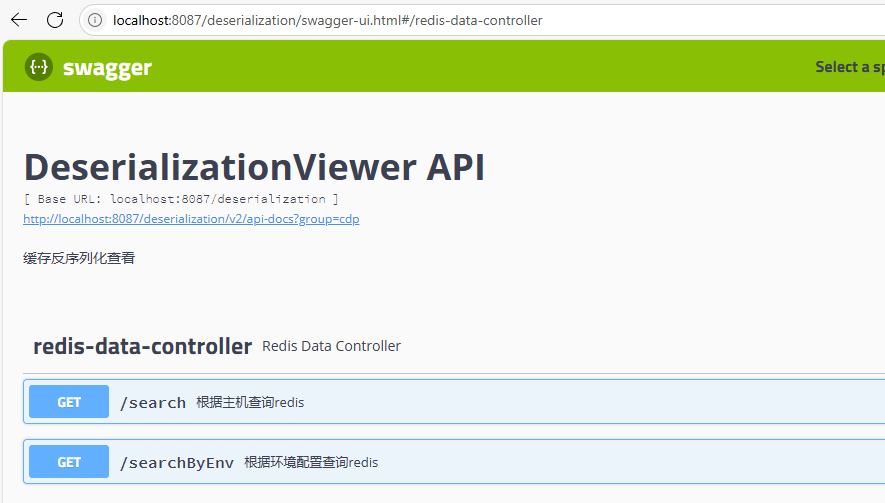 localhost:8087/deserialization/swagger-ui.html#/redis-data-controller
{···} swagger
Select a sp
DeserializationViewer API
[ Base URL: localhost:8087/deserialization ]
http://localhost:8087/deserialization/v2/api-docs?group=cdp
缓存反序列化查看
redis-data-controller Redis Data Controller
GET /search 根据主机查询redis
GET /searchByEnv 根据环境配置查询redis